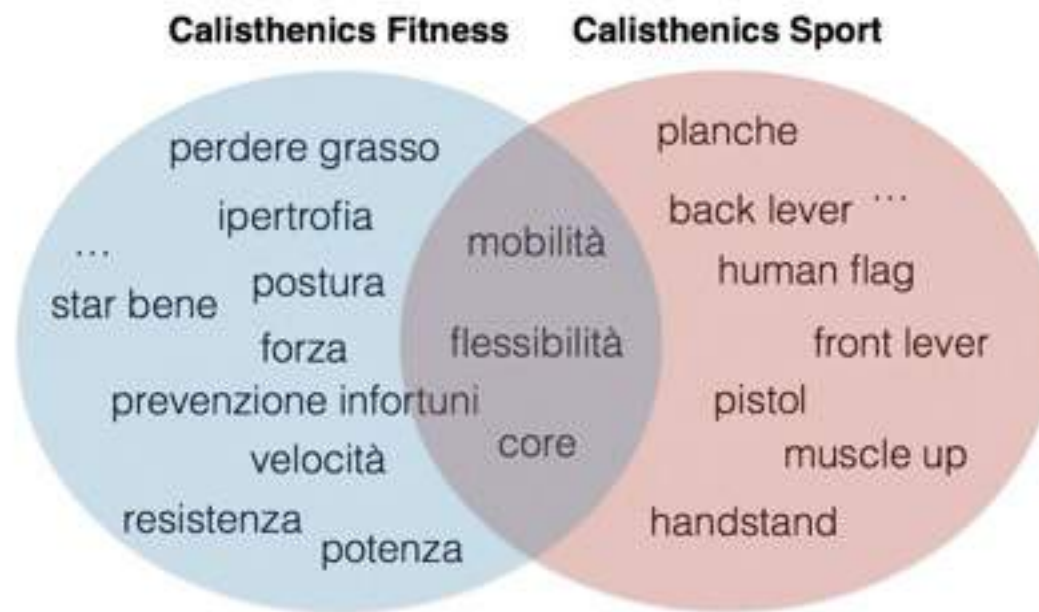 Calisthenics Fitness
Calisthenics Sport
perdere grasso
ipertrofia
...
star bene
postura
forza
prevenzione infortuni
velocità
resistenza
potenza
mobilità
flessibilità
core
planche
back lever
...
human flag
front lever
pistol
muscle up
handstand